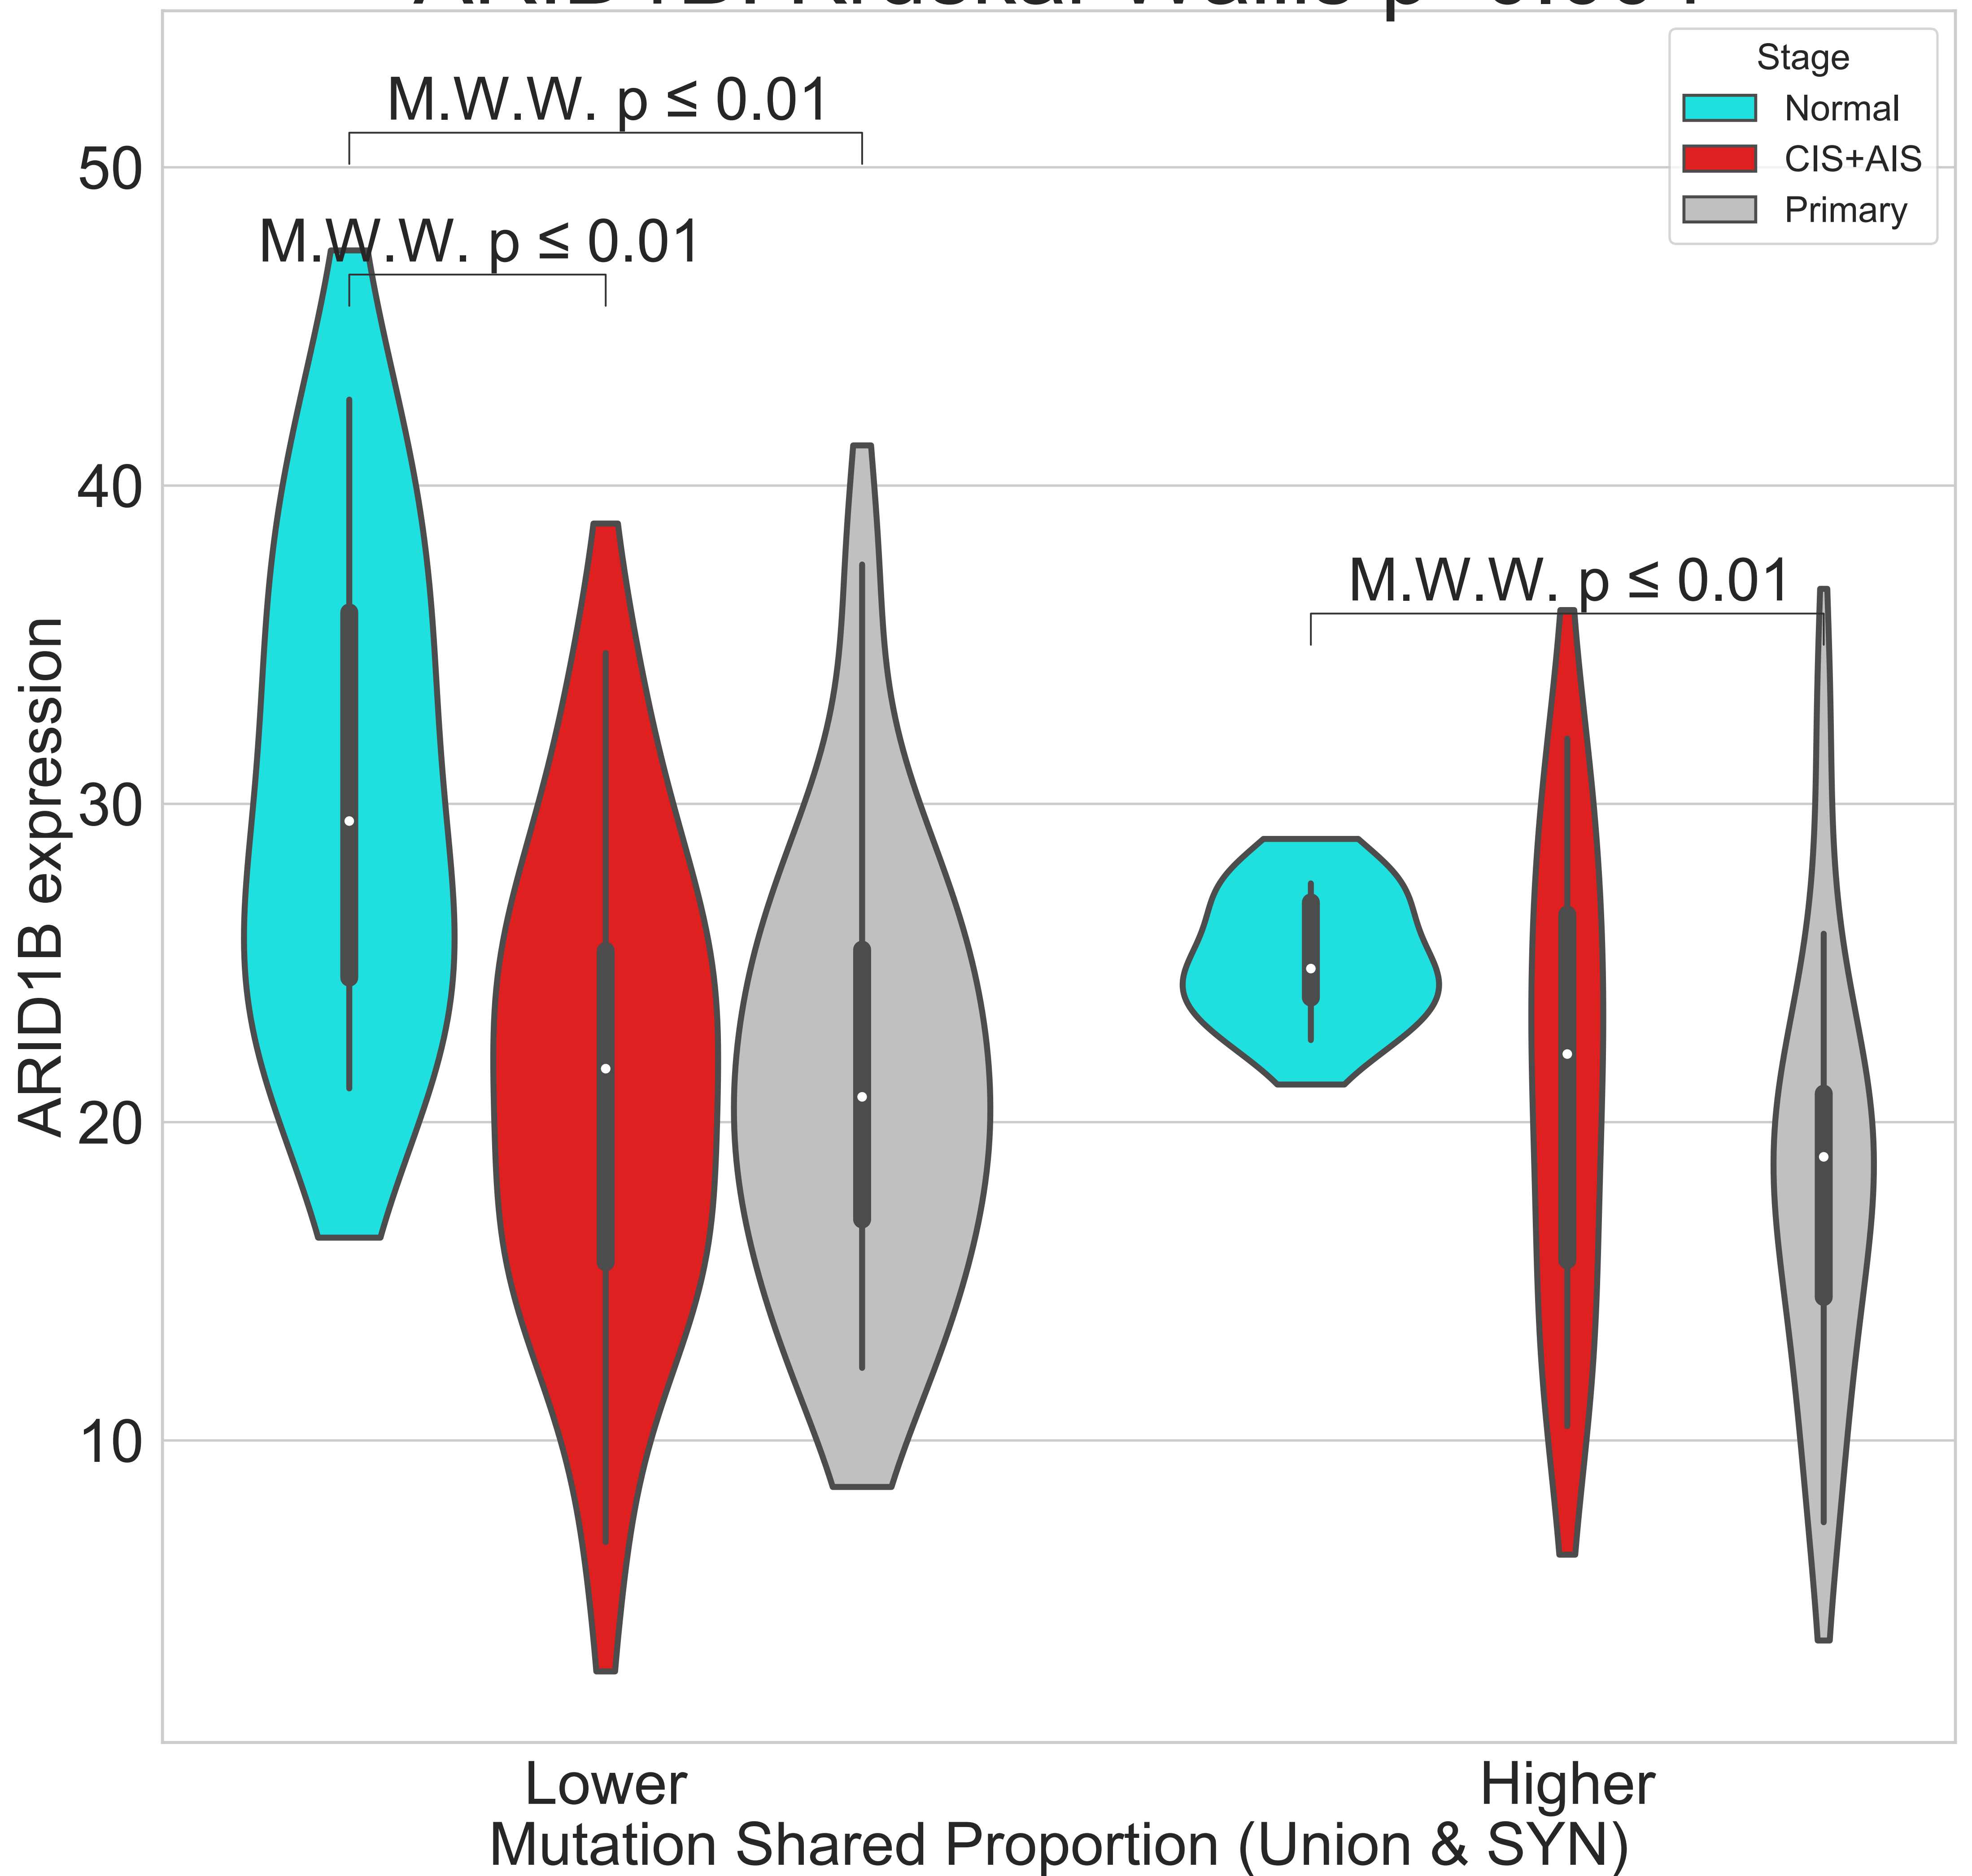 M.W.W. p ≤ 0.01
Stage
Normal
CIS+AIS
Primary
M.W.W. p ≤ 0.01
M.W.W. p ≤ 0.01
50
40
30
20
10
ARID1B expression
Lower
Higher
Mutation Shared Proportion (Union & SYN)